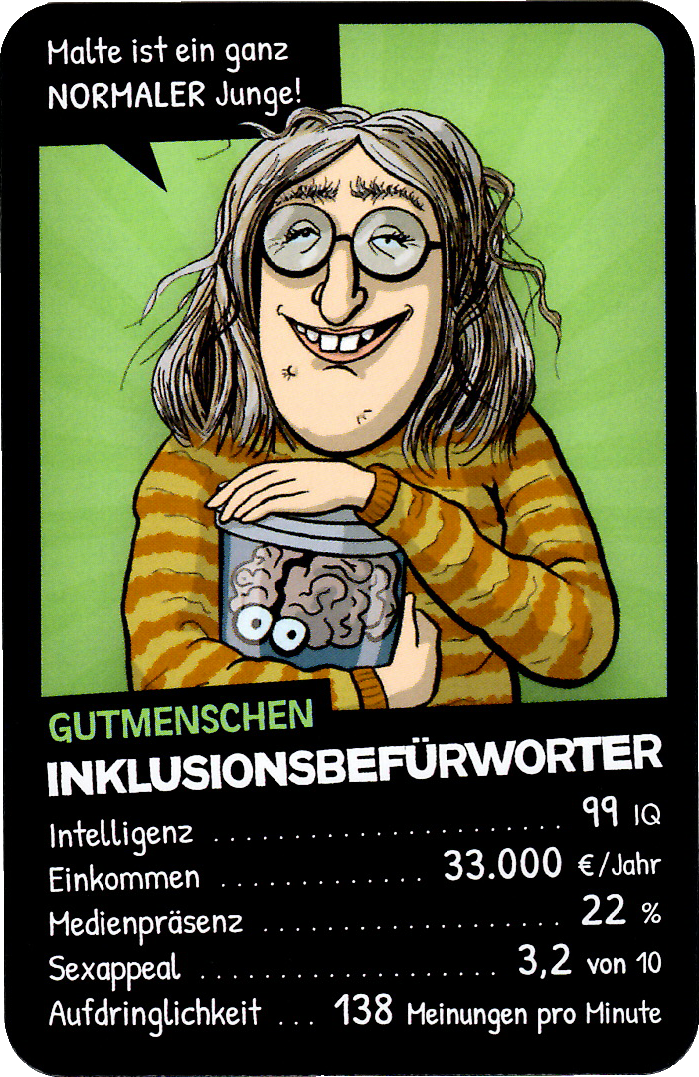 Malte ist ein ganz
NORMALER Junge!
GUTMENSCHEN
INKLUSIONSBEFÜRWORTER
Intelligenz ...................... 99 IQ
Einkommen ............. 33.000 €/Jahr
Medienpräsenz ................... 22 %
Sexappeal ................... 3,2 von 10
Aufdringlichkeit ... 138 Meinungen pro Minute